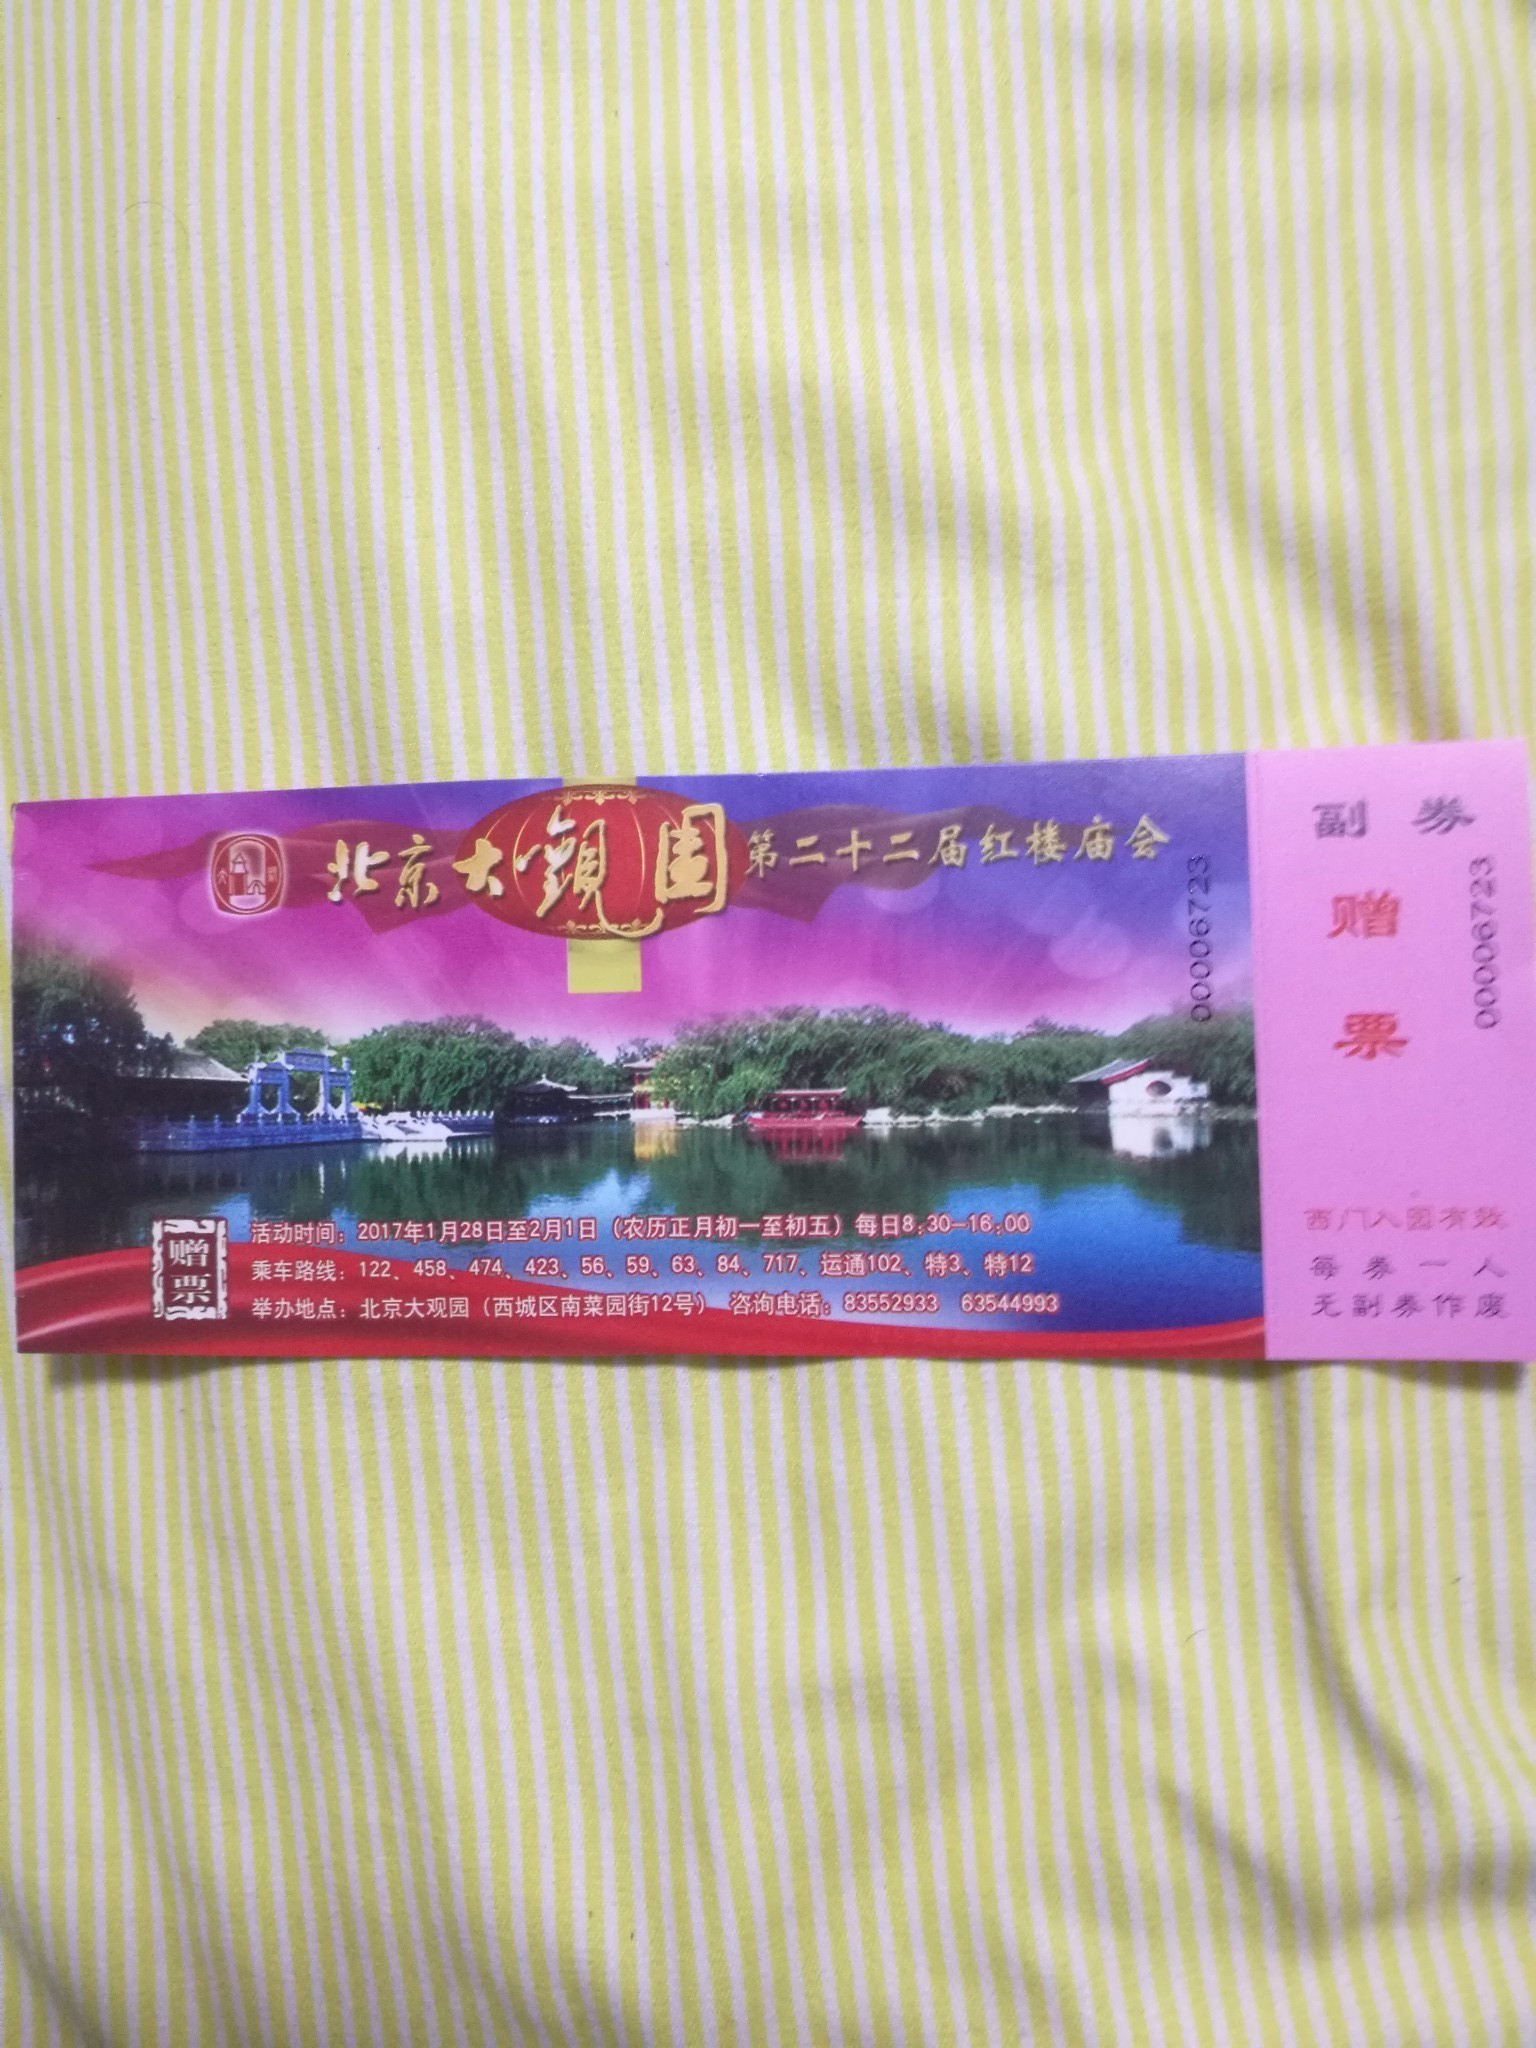 北京大觀園 第二十二届红楼庙会
00006723
赠票
活动时间：2017年1月28日至2月1日（农历正月初一至初五）每日8:30—16:00
乘车路线：122、458、474、423、56、59、63、84、717、运通102、特3、特12
举办地点：北京大观园（西城区南菜园街12号） 咨询电话：83552933 63544993
副 券
赠
票
00006723
西门入园有效
每券一人
无副券作废